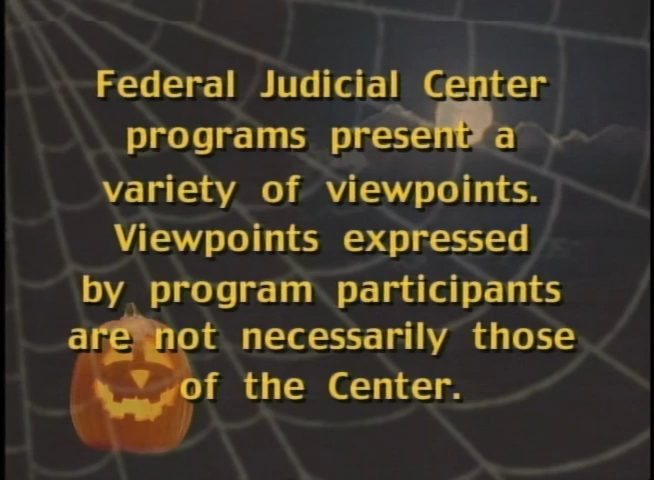 Federal Judicial Center
programs present a
variety of viewpoints.
Viewpoints expressed
by program participants
are not necessarily those
of the Center.